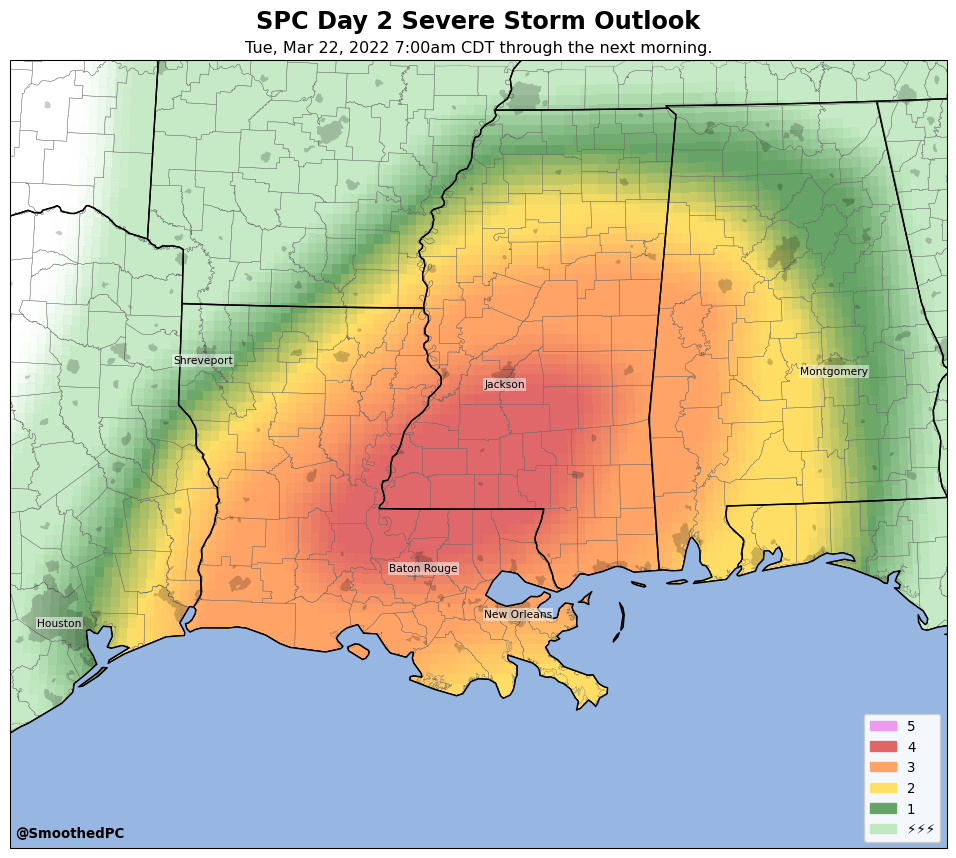 SPC Day 2 Severe Storm Outlook
Tue, Mar 22, 2022 7:00am CDT through the next morning.
Shreveport
Jackson
Montgomery
Baton Rouge
New Orleans
Houston
5
4
3
2
1
⚡⚡⚡
@SmoothedPC